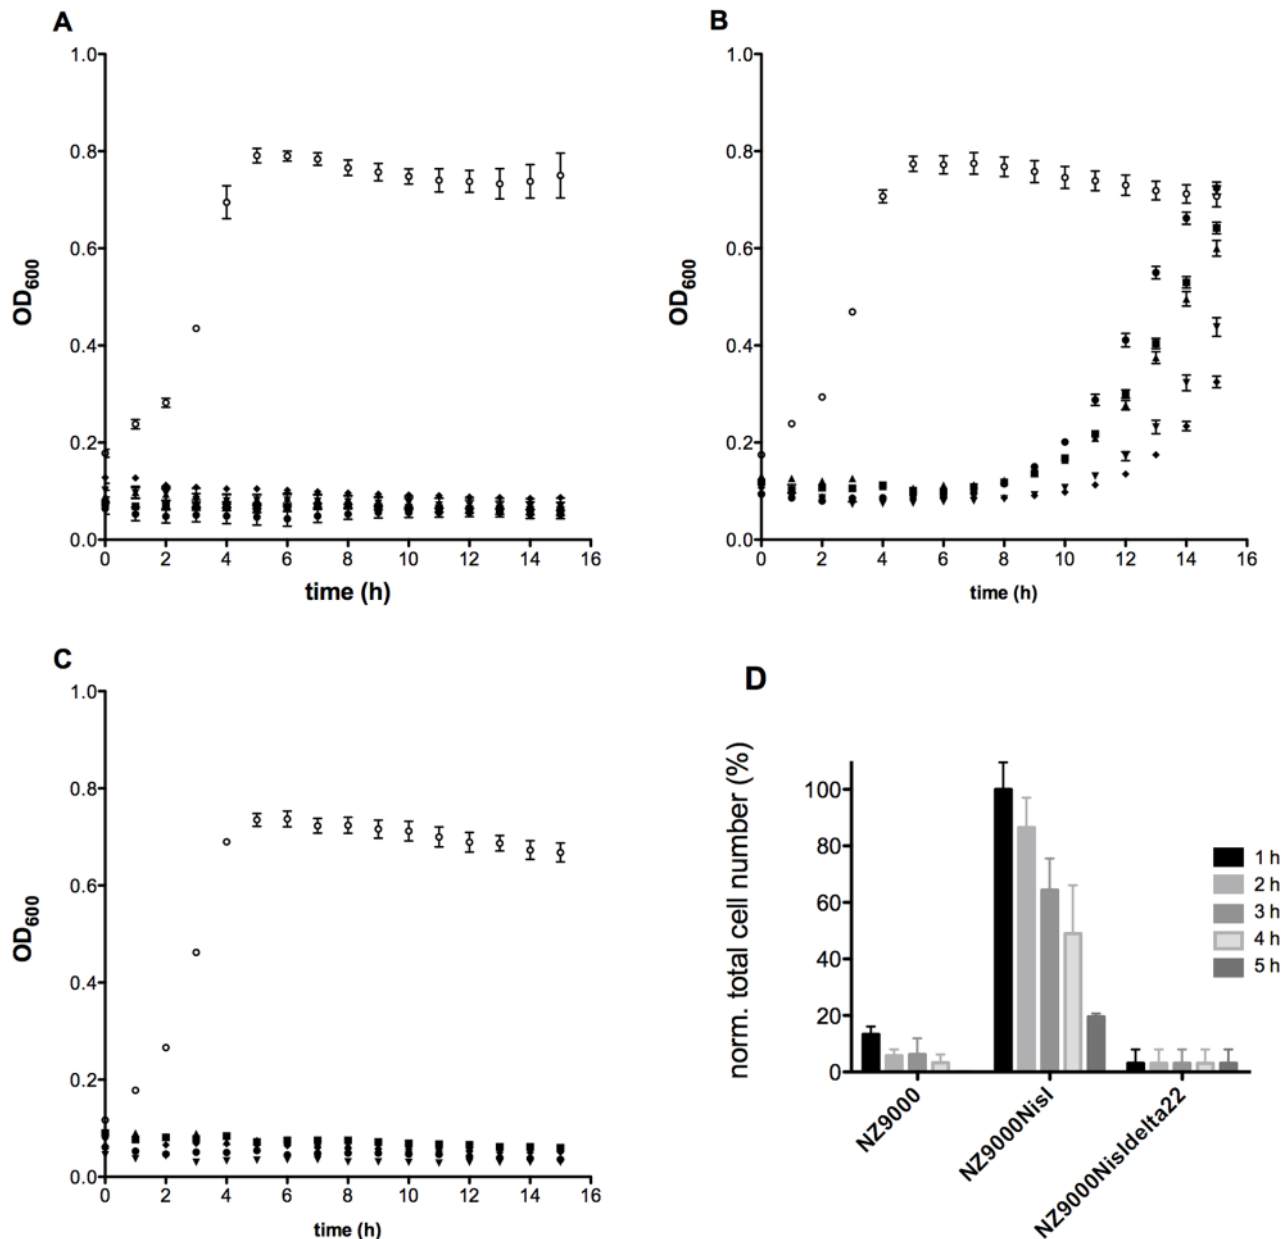 A
1.0
0.8
0.6
0.4
0.2
0.0
OD600
0 2 4 6 8 10 12 14 16
time (h)
B
1.0
0.8
0.6
0.4
0.2
0.0
OD600
0 2 4 6 8 10 12 14 16
time (h)
C
1.0
0.8
0.6
0.4
0.2
0.0
OD600
0 2 4 6 8 10 12 14 16
time (h)
D
norm. total cell number (%)
100
80
60
40
20
0
NZ9000
NZ9000NisI
NZ9000NisIdelta22
1 h
2 h
3 h
4 h
5 h